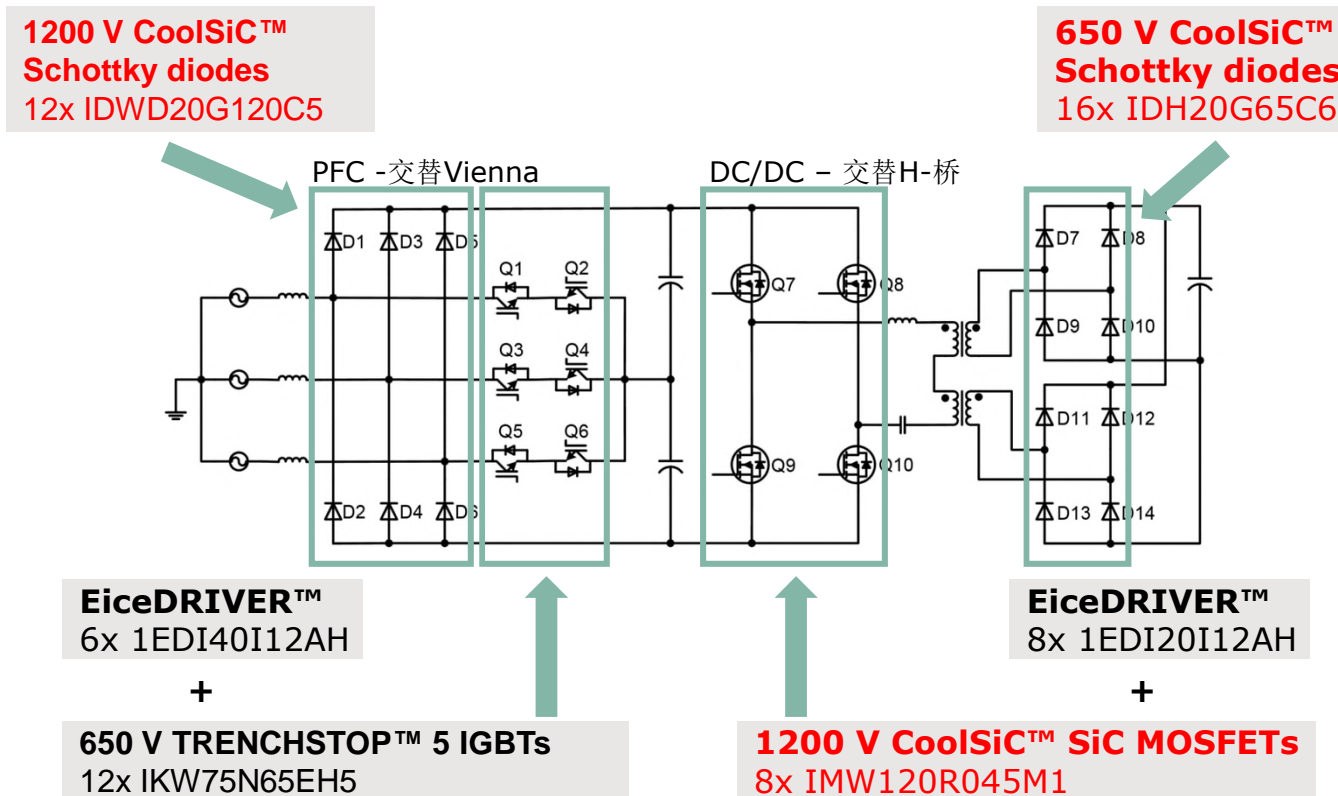 1200 V CoolSiC™
Schottky diodes
12x IDWD20G120C5
650 V CoolSiC™
Schottky diodes
16x IDH20G65C6
PFC -交替Vienna
DC/DC – 交替H-桥
D1
D3
D5
Q1
Q2
Q7
Q8
D7
D8
D9
D10
Q3
Q4
Q5
Q6
Q9
Q10
D11
D12
D2
D4
D6
D13
D14
EiceDRIVER™
6x 1EDI40I12AH
+
650 V TRENCHSTOP™ 5 IGBTs
12x IKW75N65EH5
EiceDRIVER™
8x 1EDI20I12AH
+
1200 V CoolSiC™ SiC MOSFETs
8x IMW120R045M1